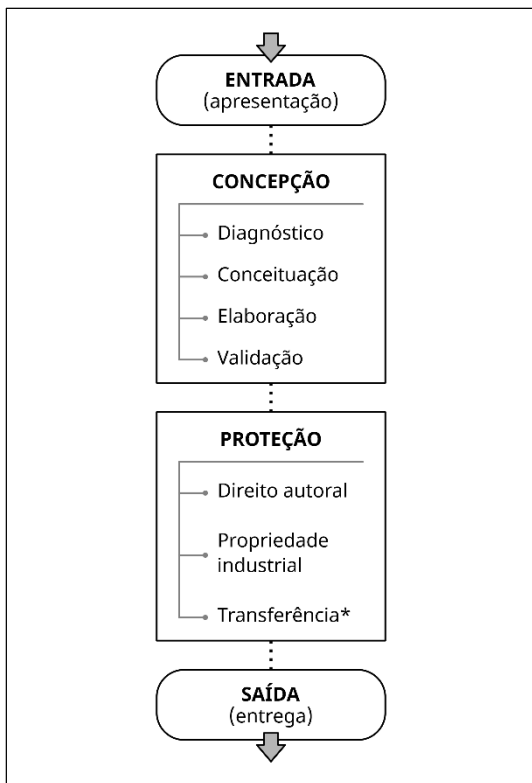 ENTRADA
(apresentação)
CONCEPÇÃO
Diagnóstico
Conceituação
Elaboração
Validação
PROTEÇÃO
Direito autoral
Propriedade
industrial
Transferência*
SAÍDA
(entrega)